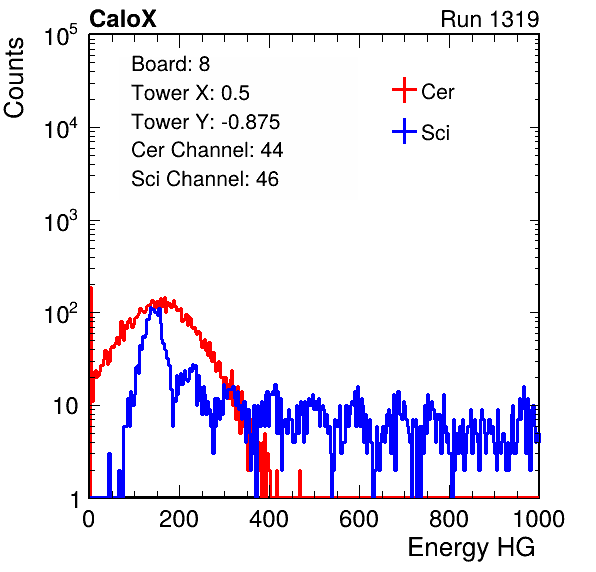 CaloX Run 1319
Counts
Board: 8
Tower X: 0.5
Tower Y: -0.875
Cer Channel: 44
Sci Channel: 46
Cer
Sci
10^5
10^4
10^3
10^2
10
1
0 200 400 600 800 1000
Energy HG